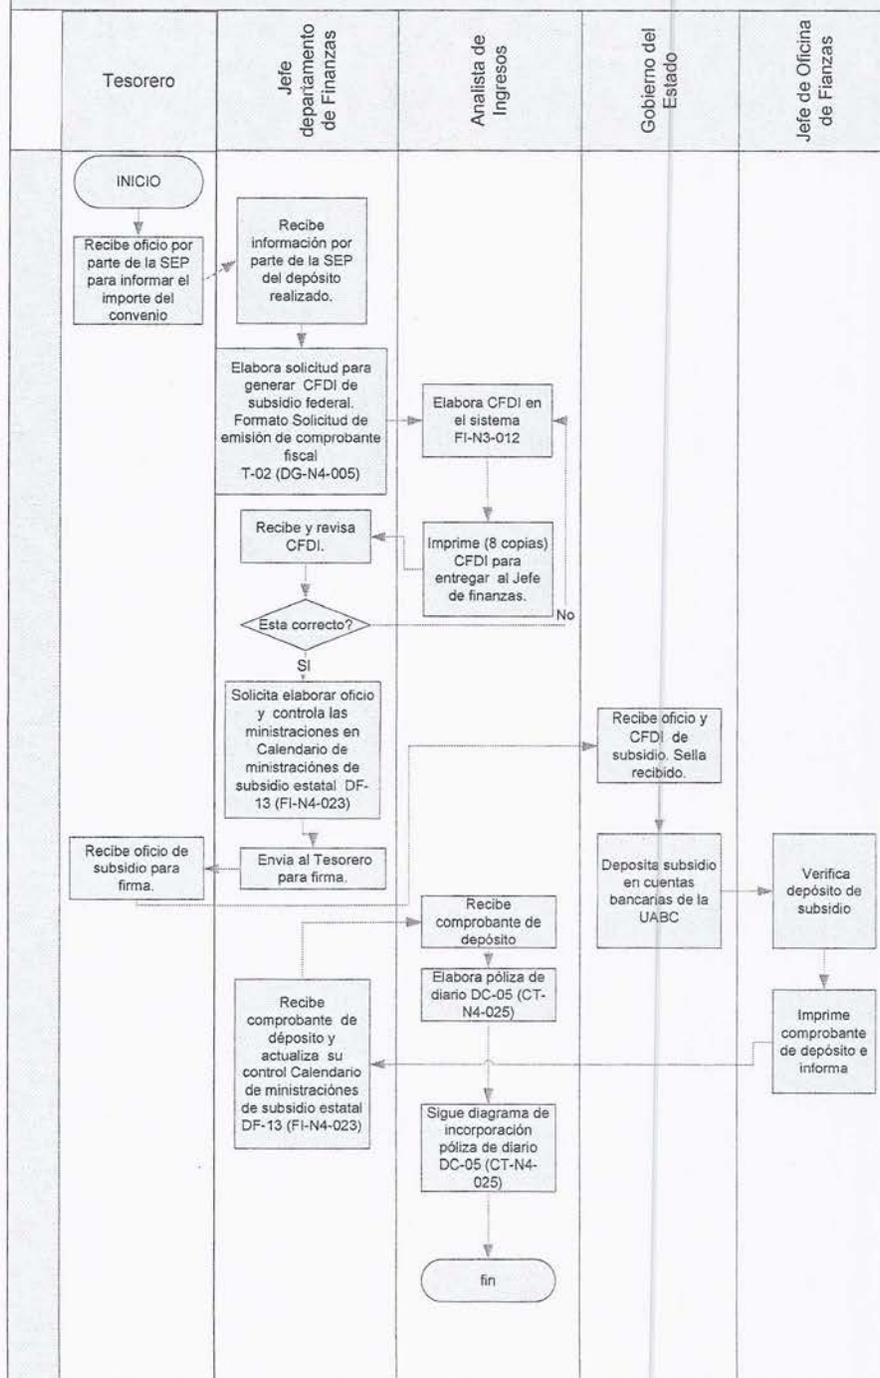 Tesorero
Jefe
departamento
de Finanzas
Analista de
Ingresos
Gobierno del
Estado
Jefe de Oficina
de Fianzas
INICIO
Recibe oficio por
parte de la SEP
para informar el
importe del
convenio
Recibe
información por
parte de la SEP
del depósito
realizado.
Elabora solicitud para
generar CFDI de
subsidio federal.
Formato Solicitud de
emisión de comprobante
fiscal
T-02 (DG-N4-005)
Elabora CFDI en
el sistema
FI-N3-012
Imprime (8 copias)
CFDI para
entregar al Jefe
de finanzas.
Recibe y revisa
CFDI.
Esta correcto?
No
SI
Solicita elaborar oficio
y controla las
ministraciones en
Calendario de
ministraciónes de
subsidio estatal DF-
13 (FI-N4-023)
Envia al Tesorero
para firma.
Recibe oficio de
subsidio para
firma.
Recibe oficio y
CFDI de
subsidio. Sella
recibido.
Deposita subsidio
en cuentas
bancarias de la
UABC
Verifica
depósito de
subsidio
Imprime
comprobante
de depósito e
informa
Recibe
comprobante de
déposito y
actualiza su
control Calendario
de ministraciónes
de subsidio estatal
DF-13 (FI-N4-023)
Recibe
comprobante de
depósito
Elabora póliza de
diario DC-05 (CT-
N4-025)
Sigue diagrama de
incorporación
póliza de diario
DC-05 (CT-N4-
025)
fin